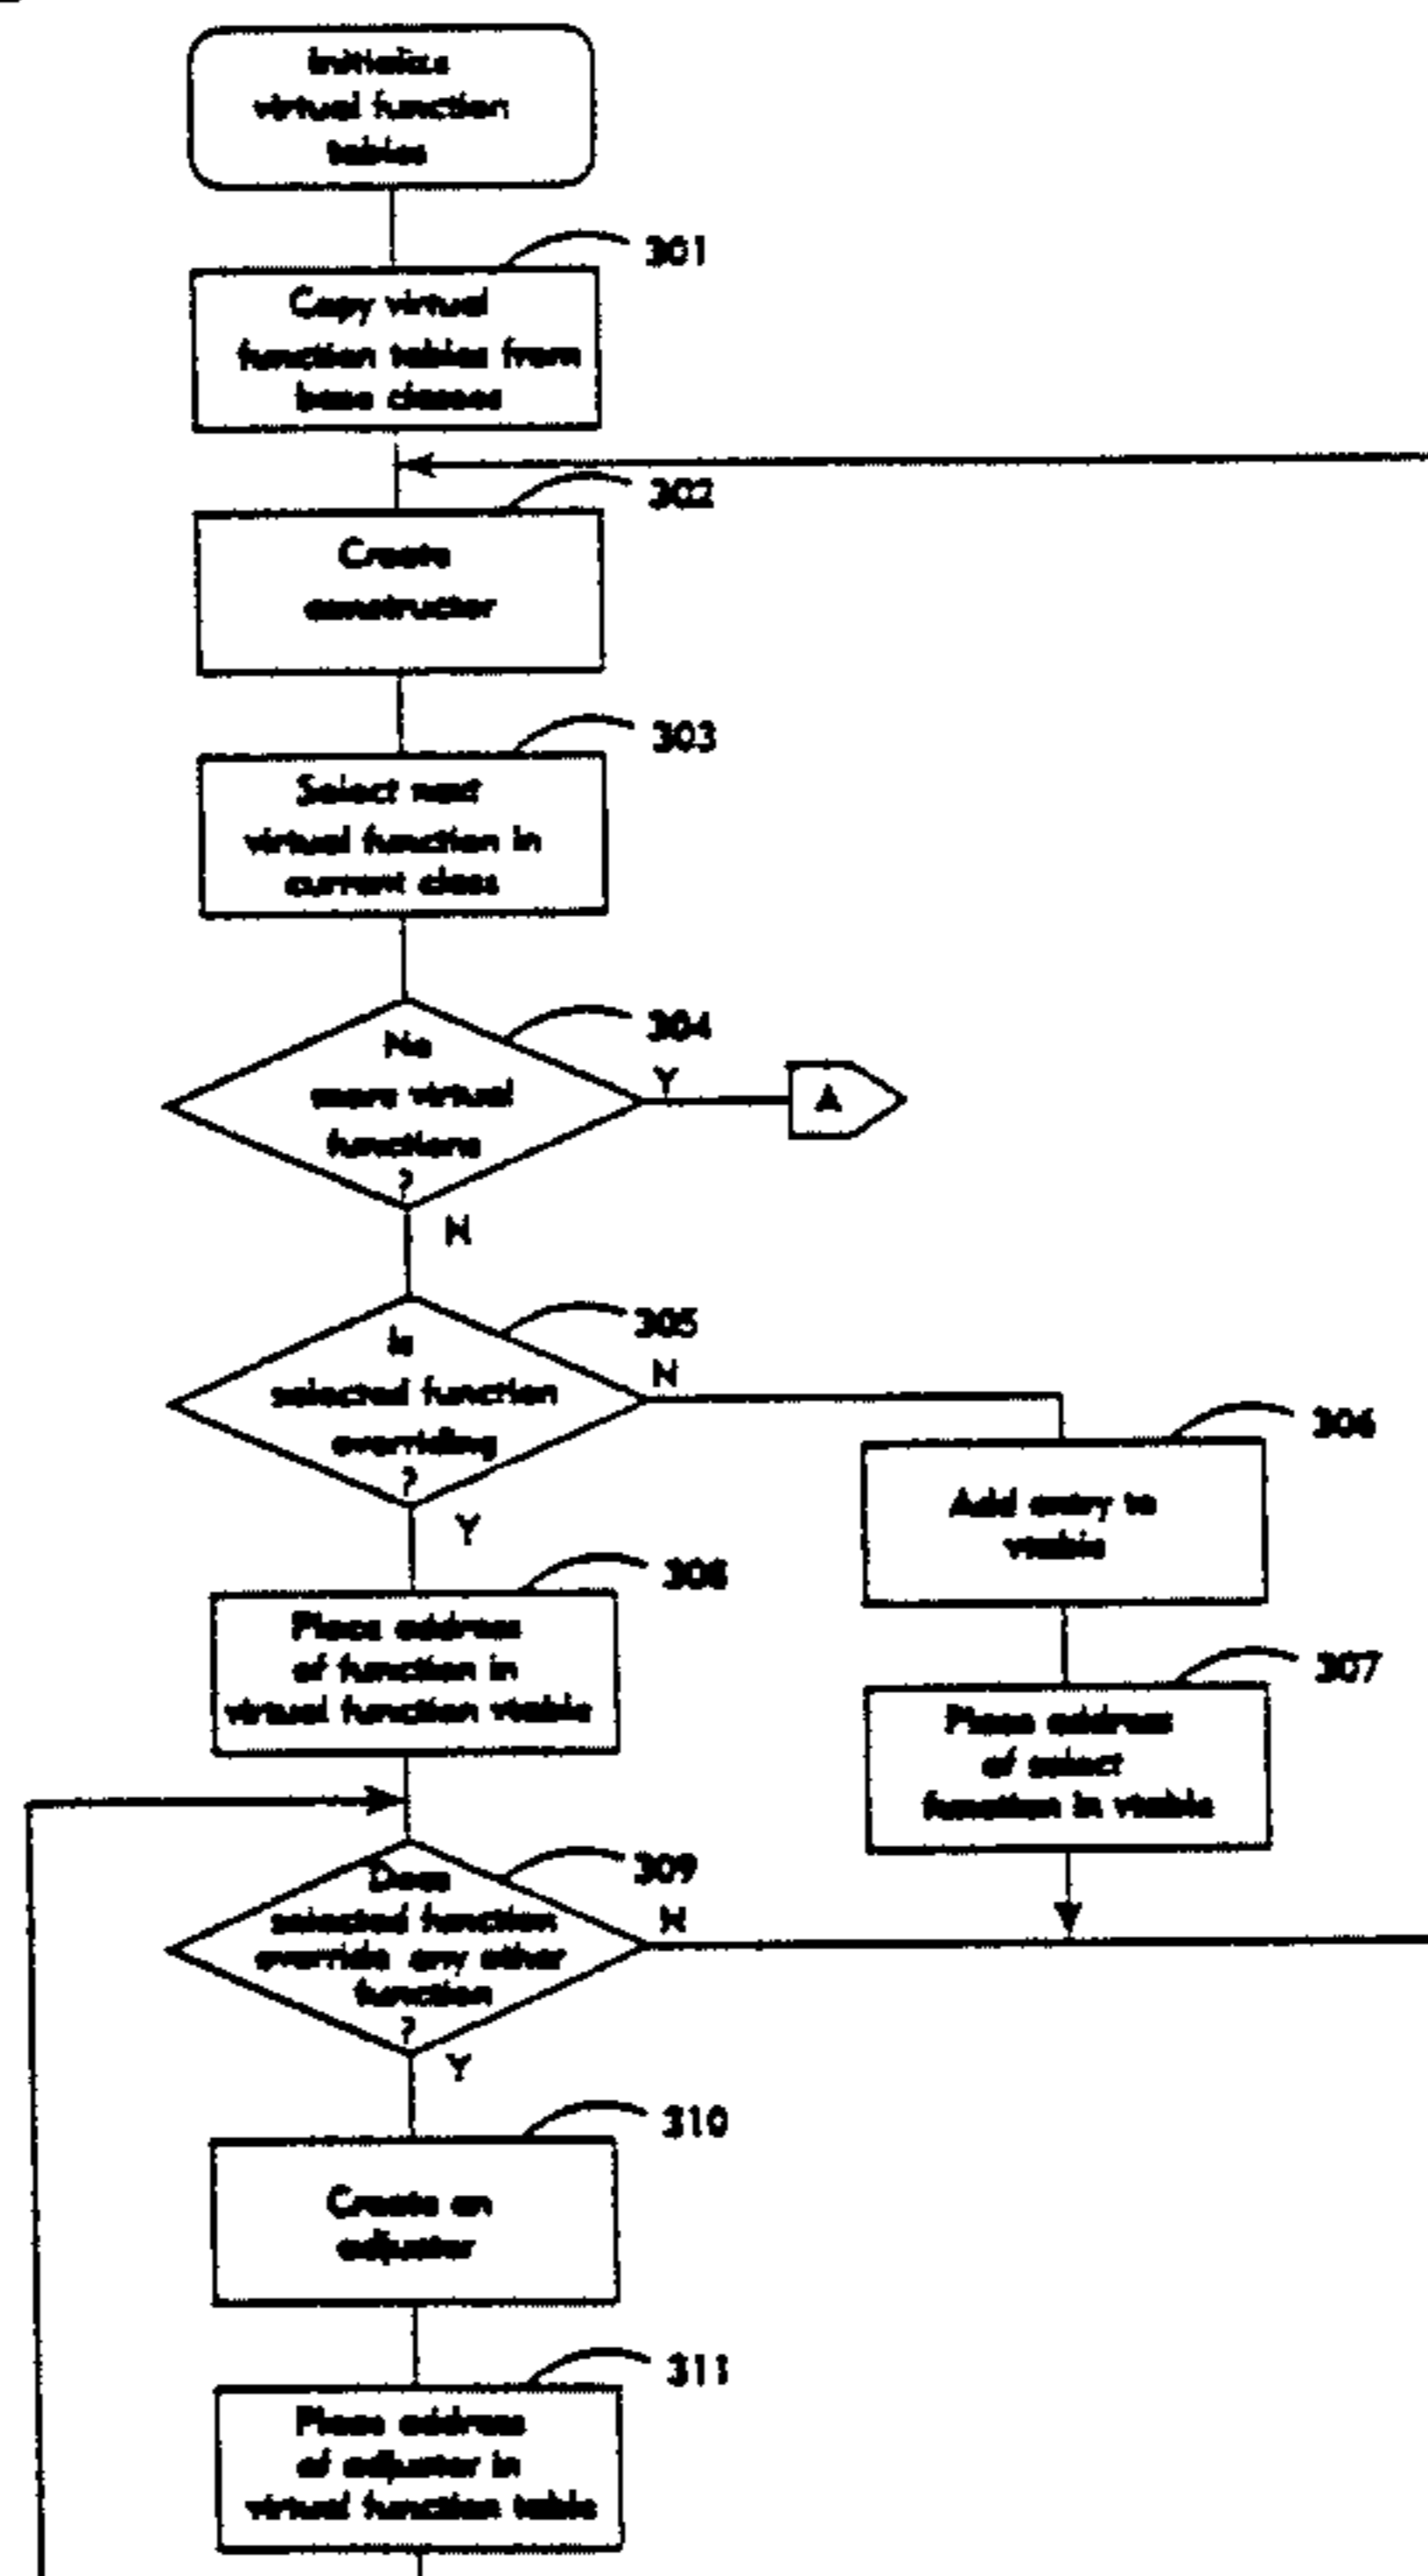 Initialize
virtual function
tables
301
Copy virtual
function tables from
base classes
302
Create
constructor
303
Select next
virtual function in
current class
304
No
more virtual
functions
?
Y
A
N
305
Is
selected function
overriding
?
N
Y
306
Add entry to
vtable
308
Place address
of function in
virtual function vtable
307
Place address
of select
function in vtable
309
Does
selected function
override any other
function
?
N
Y
310
Create an
adjustor
311
Place address
of adjustor in
virtual function table